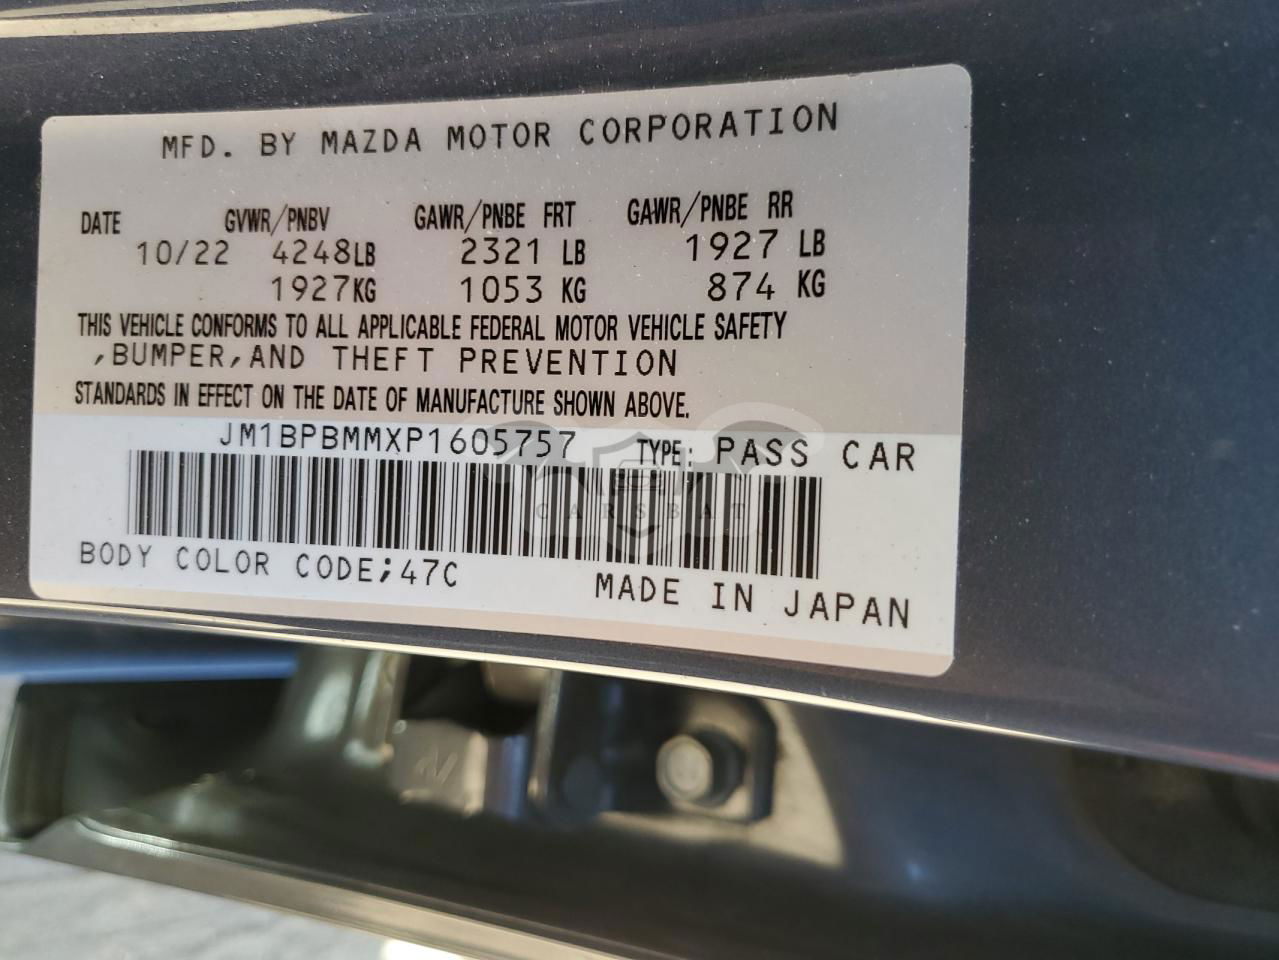 MFD. BY MAZDA MOTOR CORPORATION
DATE GVWR/PNBV GAWR/PNBE FRT GAWR/PNBE RR
10/22 4248LB 2321 LB 1927 LB
1927KG 1053 KG 874 KG
THIS VEHICLE CONFORMS TO ALL APPLICABLE FEDERAL MOTOR VEHICLE SAFETY
,BUMPER,AND THEFT PREVENTION
STANDARDS IN EFFECT ON THE DATE OF MANUFACTURE SHOWN ABOVE.
JM1BPBMMXP1605757 TYPE: PASS CAR
CARSBAT
BODY COLOR CODE;47C
MADE IN JAPAN